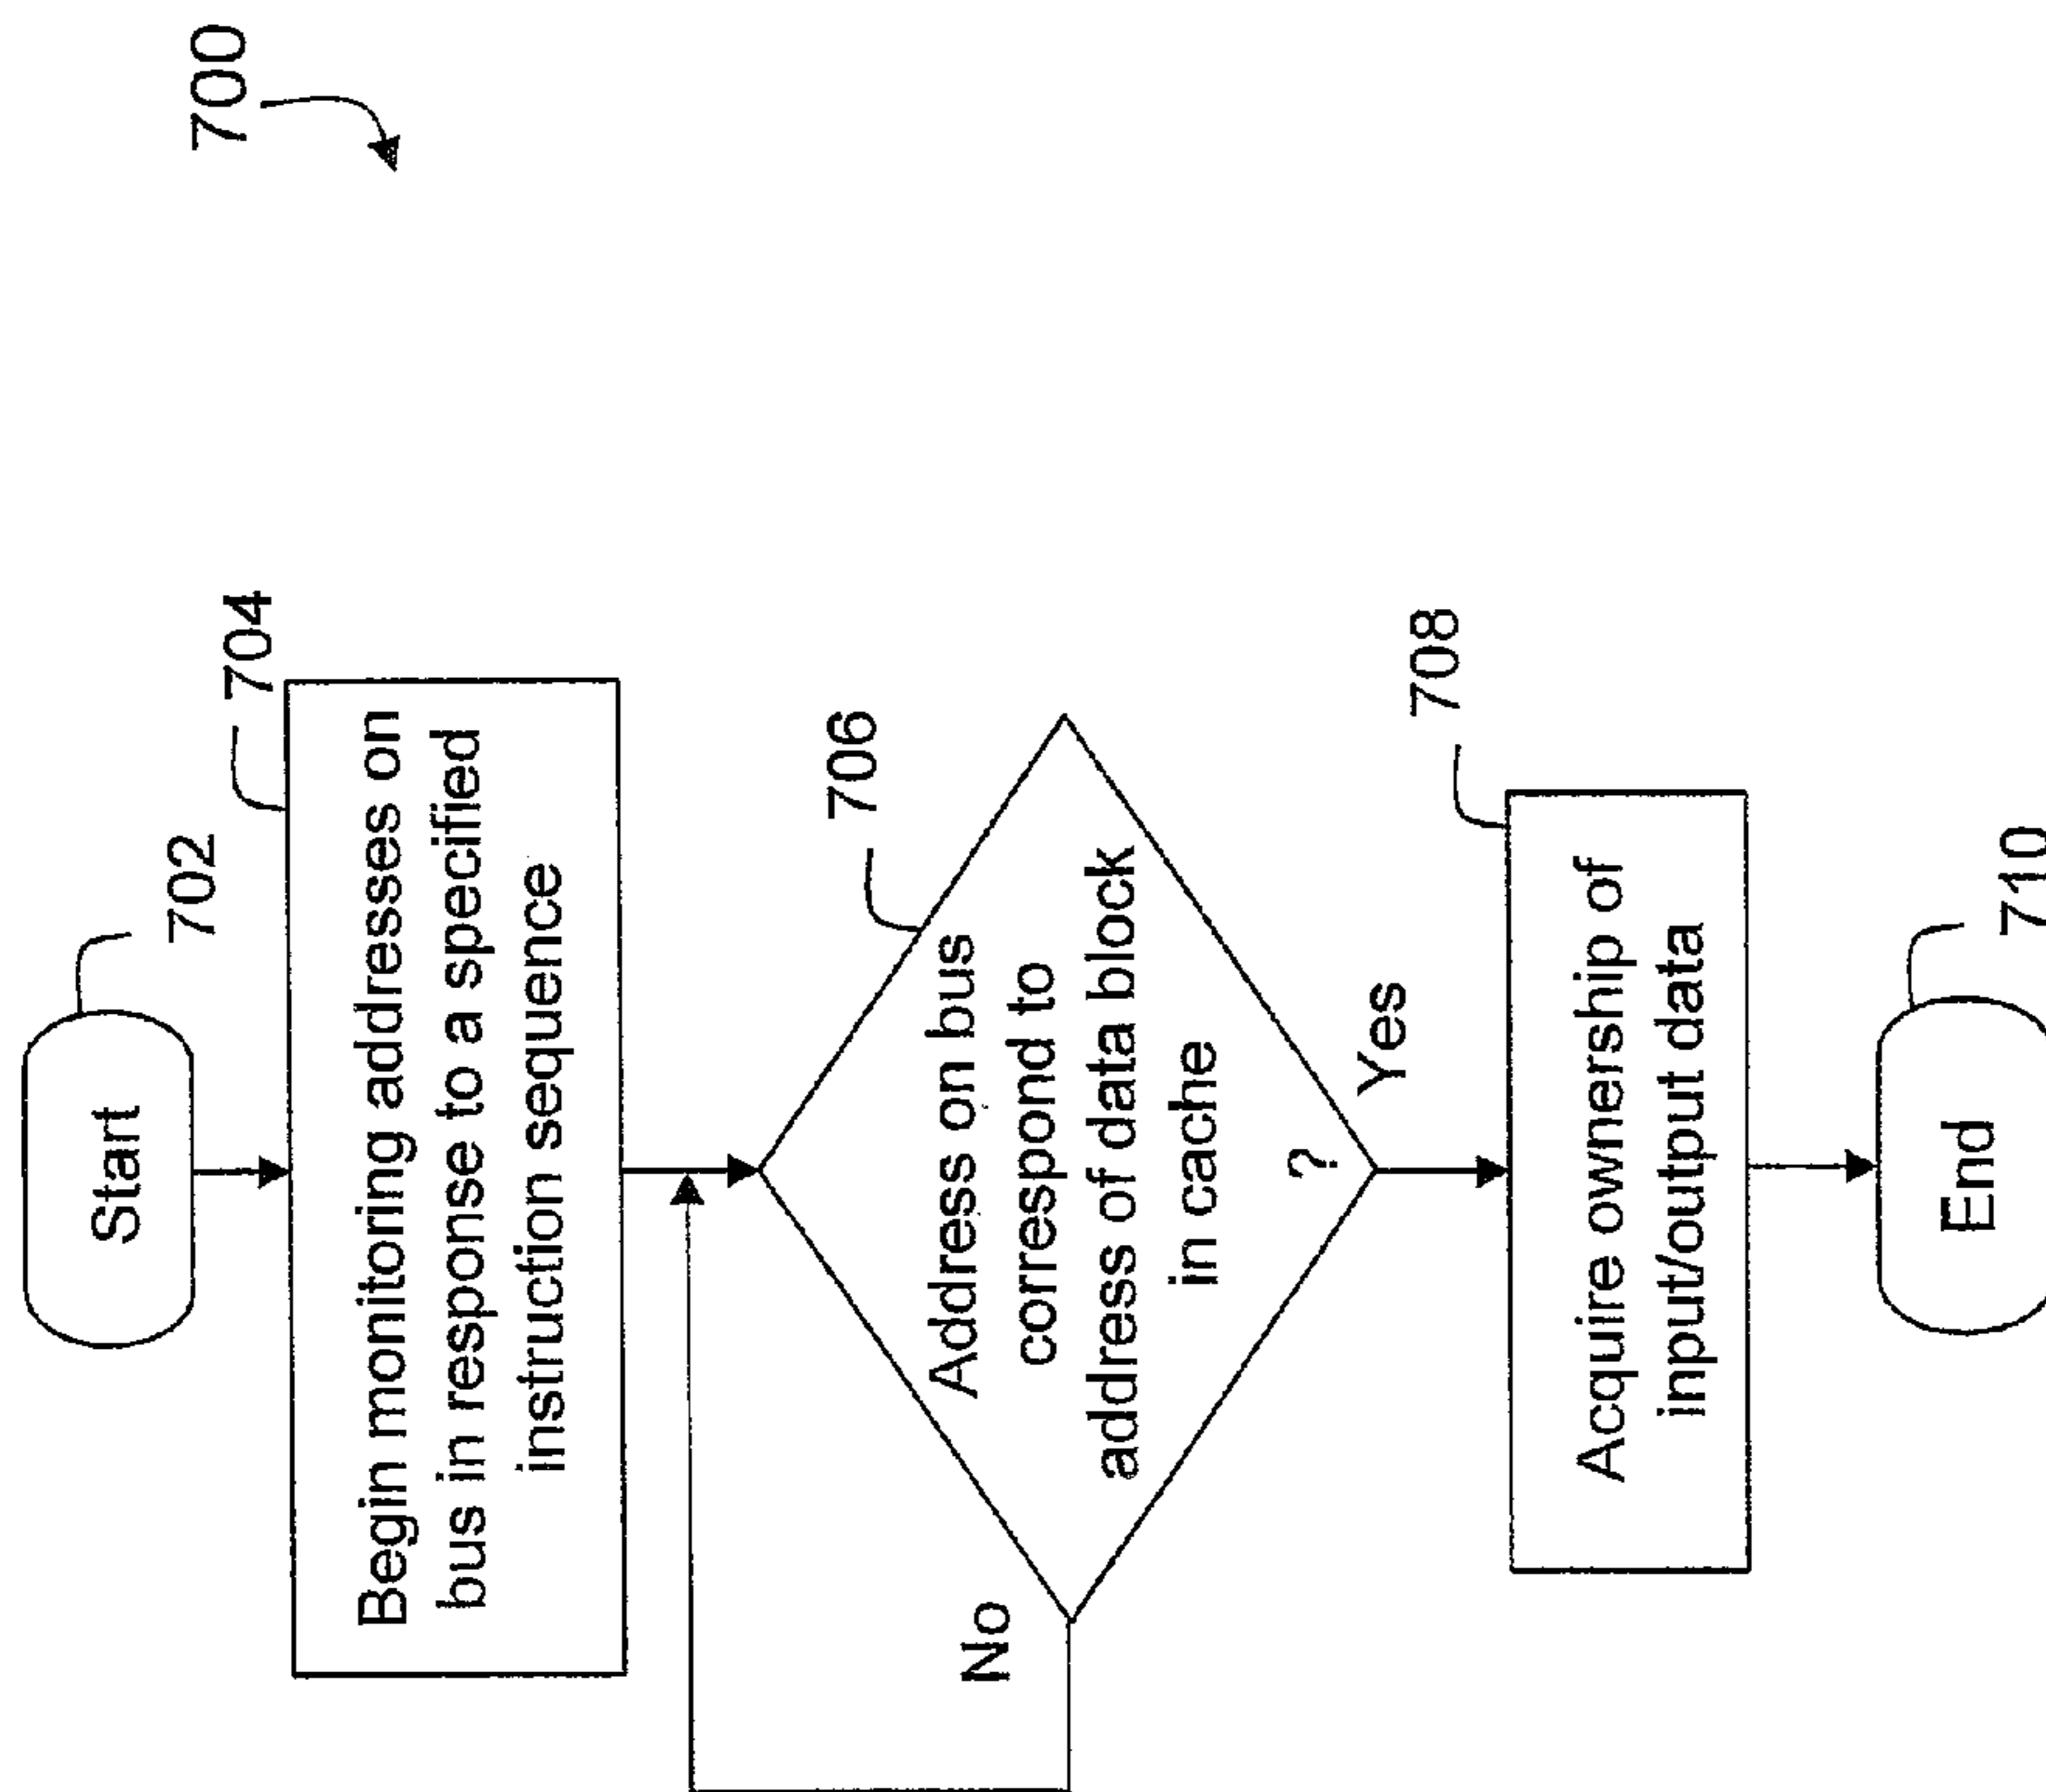 700
Start
702
704
Begin monitoring addresses on
bus in response to a specified
instruction sequence
706
Address on bus
correspond to
address of data block
in cache
?
No
Yes
708
Acquire ownership of
input/output data
End
710